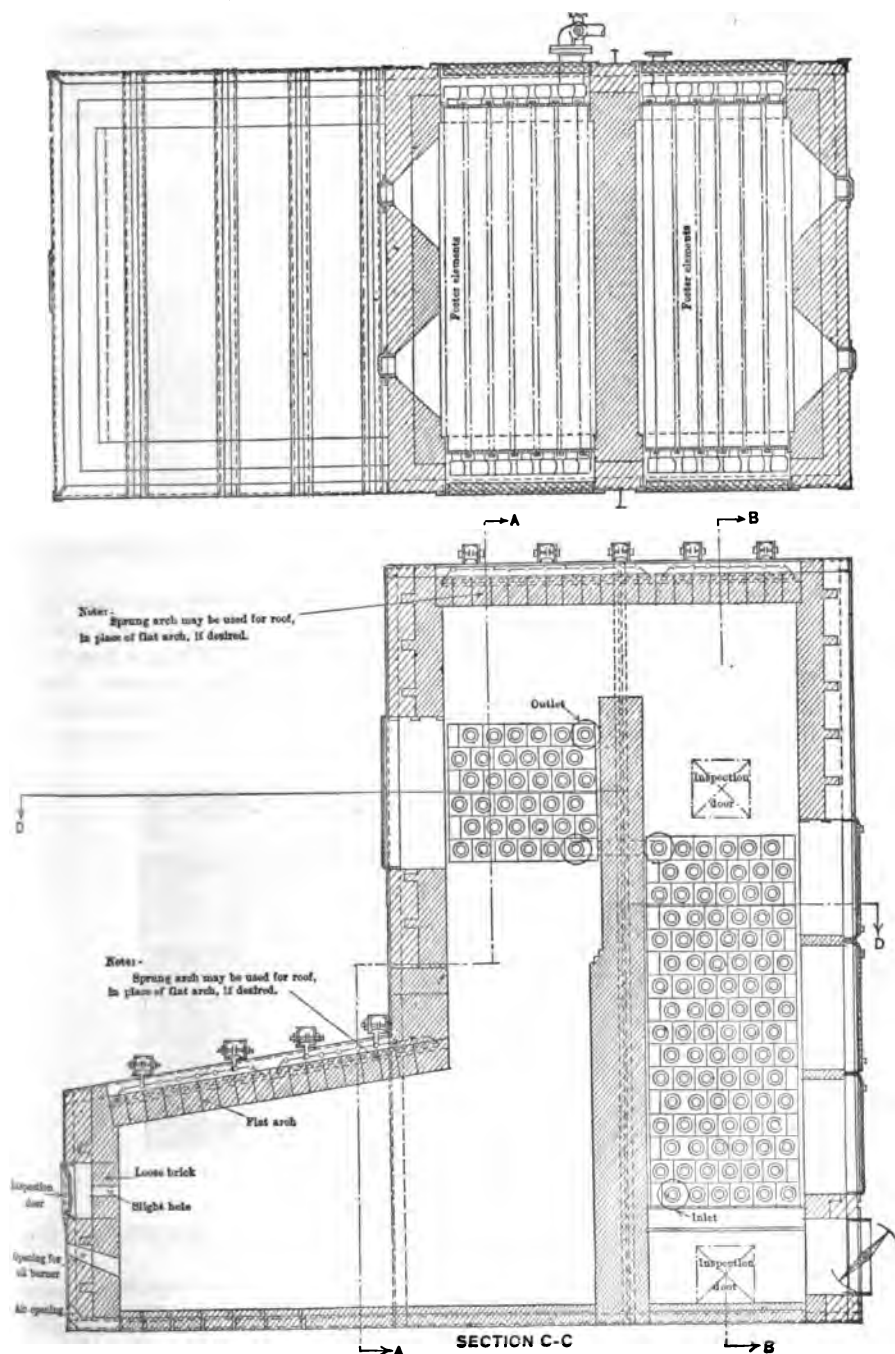 Foster elements
Foster elements
A
B
Note:-
Sprung arch may be used for roof,
in place of flat arch, if desired.
Outlet
Inspection
door
D
D
Note:-
Sprung arch may be used for roof,
in place of flat arch, if desired.
Flat arch
Loose brick
Slight hole
Inspection
door
Opening for
oil burner
Air opening
Inlet
Inspection
door
A
SECTION C-C
B